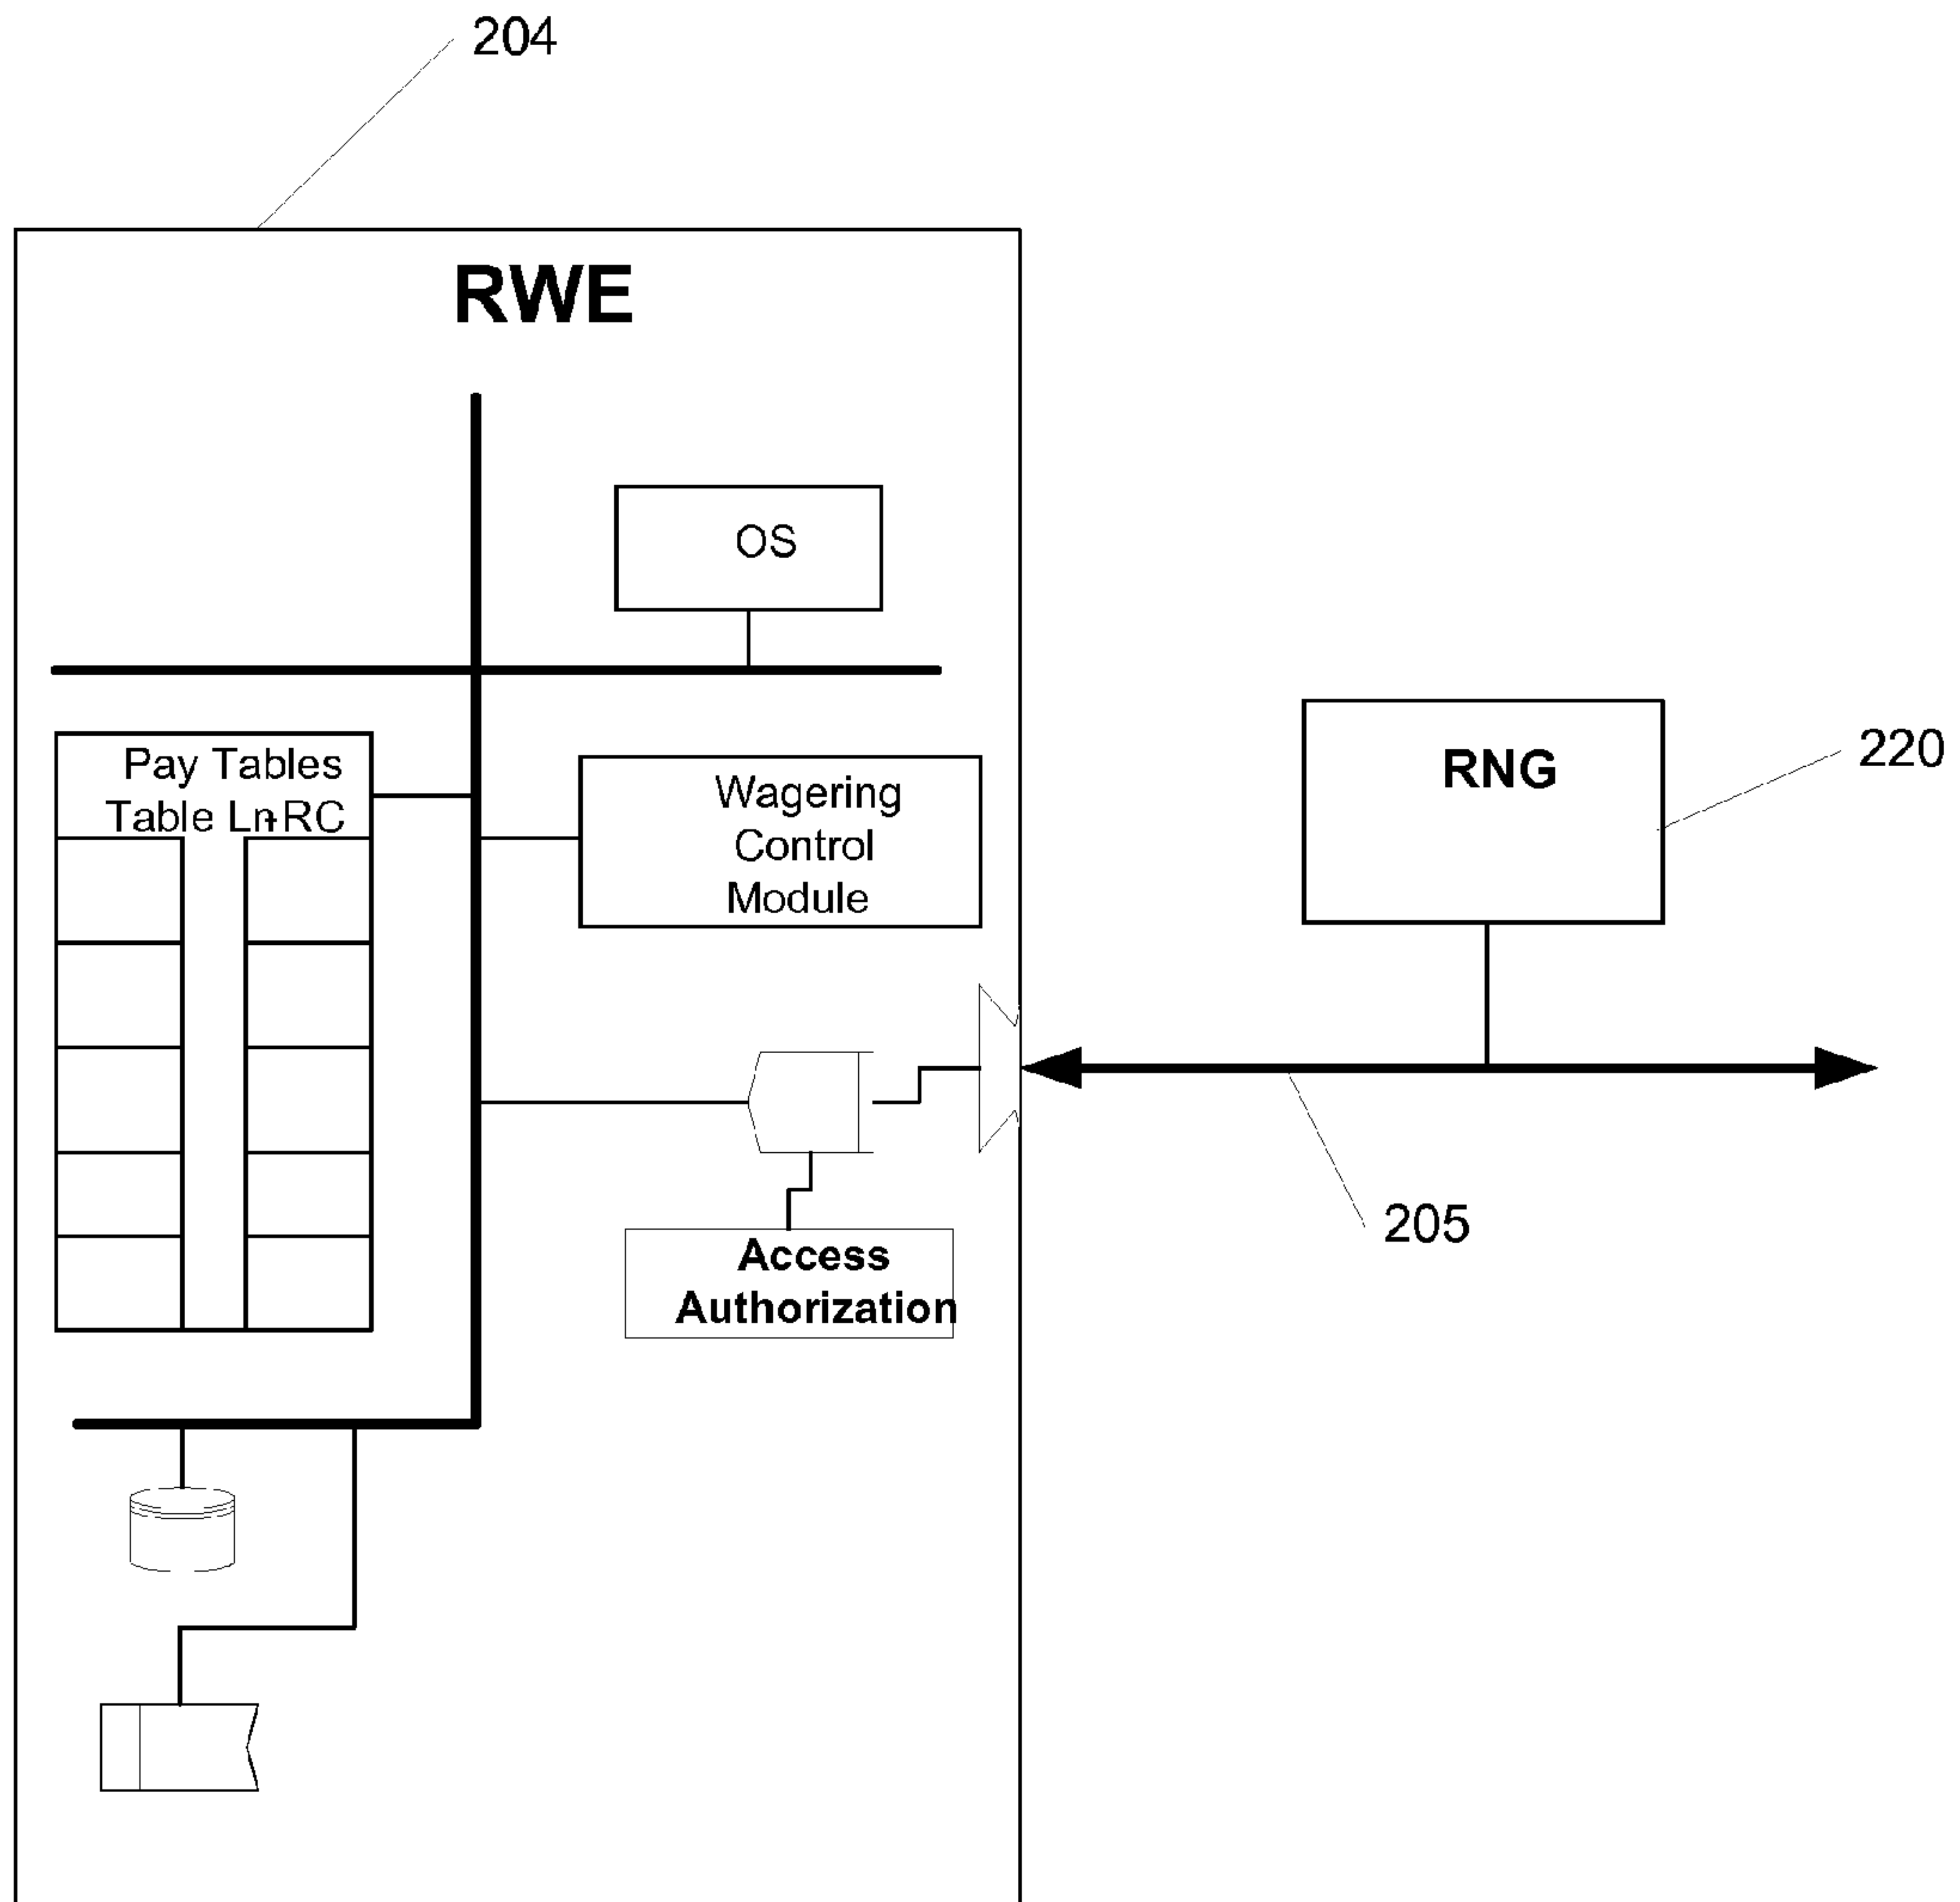 204
RWE
OS
Pay Tables
Table Ln-RC
Wagering
Control
Module
RNG
220
205
Access
Authorization